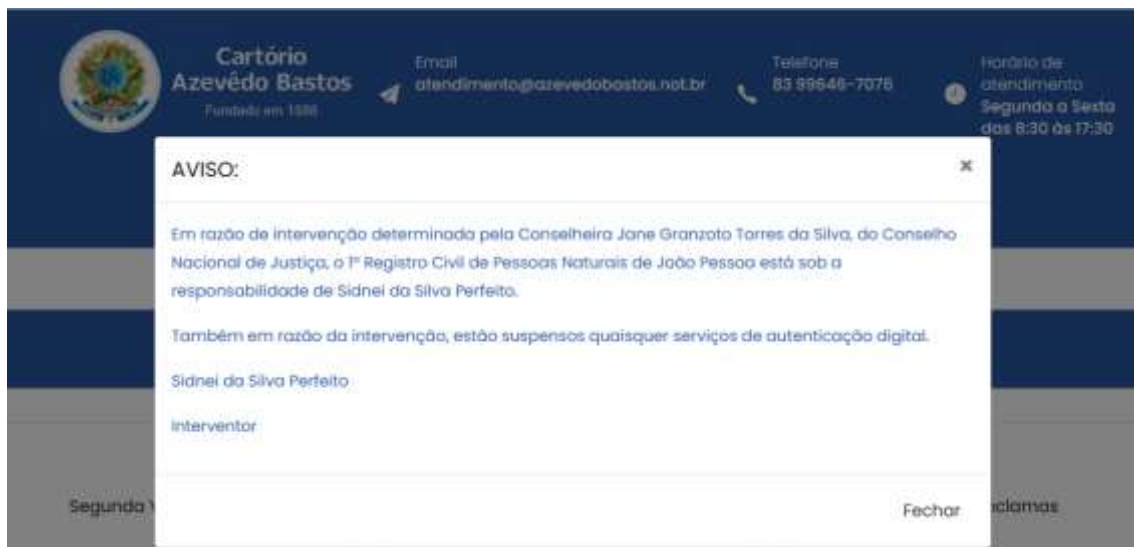 Cartório
Azevêdo Bastos
Fundado em 1888
Email
atendimento@azevedobastos.not.br
Telefone
83 99646-7076
Horário de
atendimento
Segunda a Sexta
das 8:30 às 17:30
AVISO:
×
Em razão de intervenção determinada pela Conselheira Jane Granzoto Torres da Silva, do Conselho
Nacional de Justiça, o 1º Registro Civil de Pessoas Naturais de João Pessoa está sob a
responsabilidade de Sidnei da Silva Perfeito.
Também em razão da intervenção, estão suspensos quaisquer serviços de autenticação digital.
Sidnei da Silva Perfeito
Interventor
Segunda
Fechar
clamas